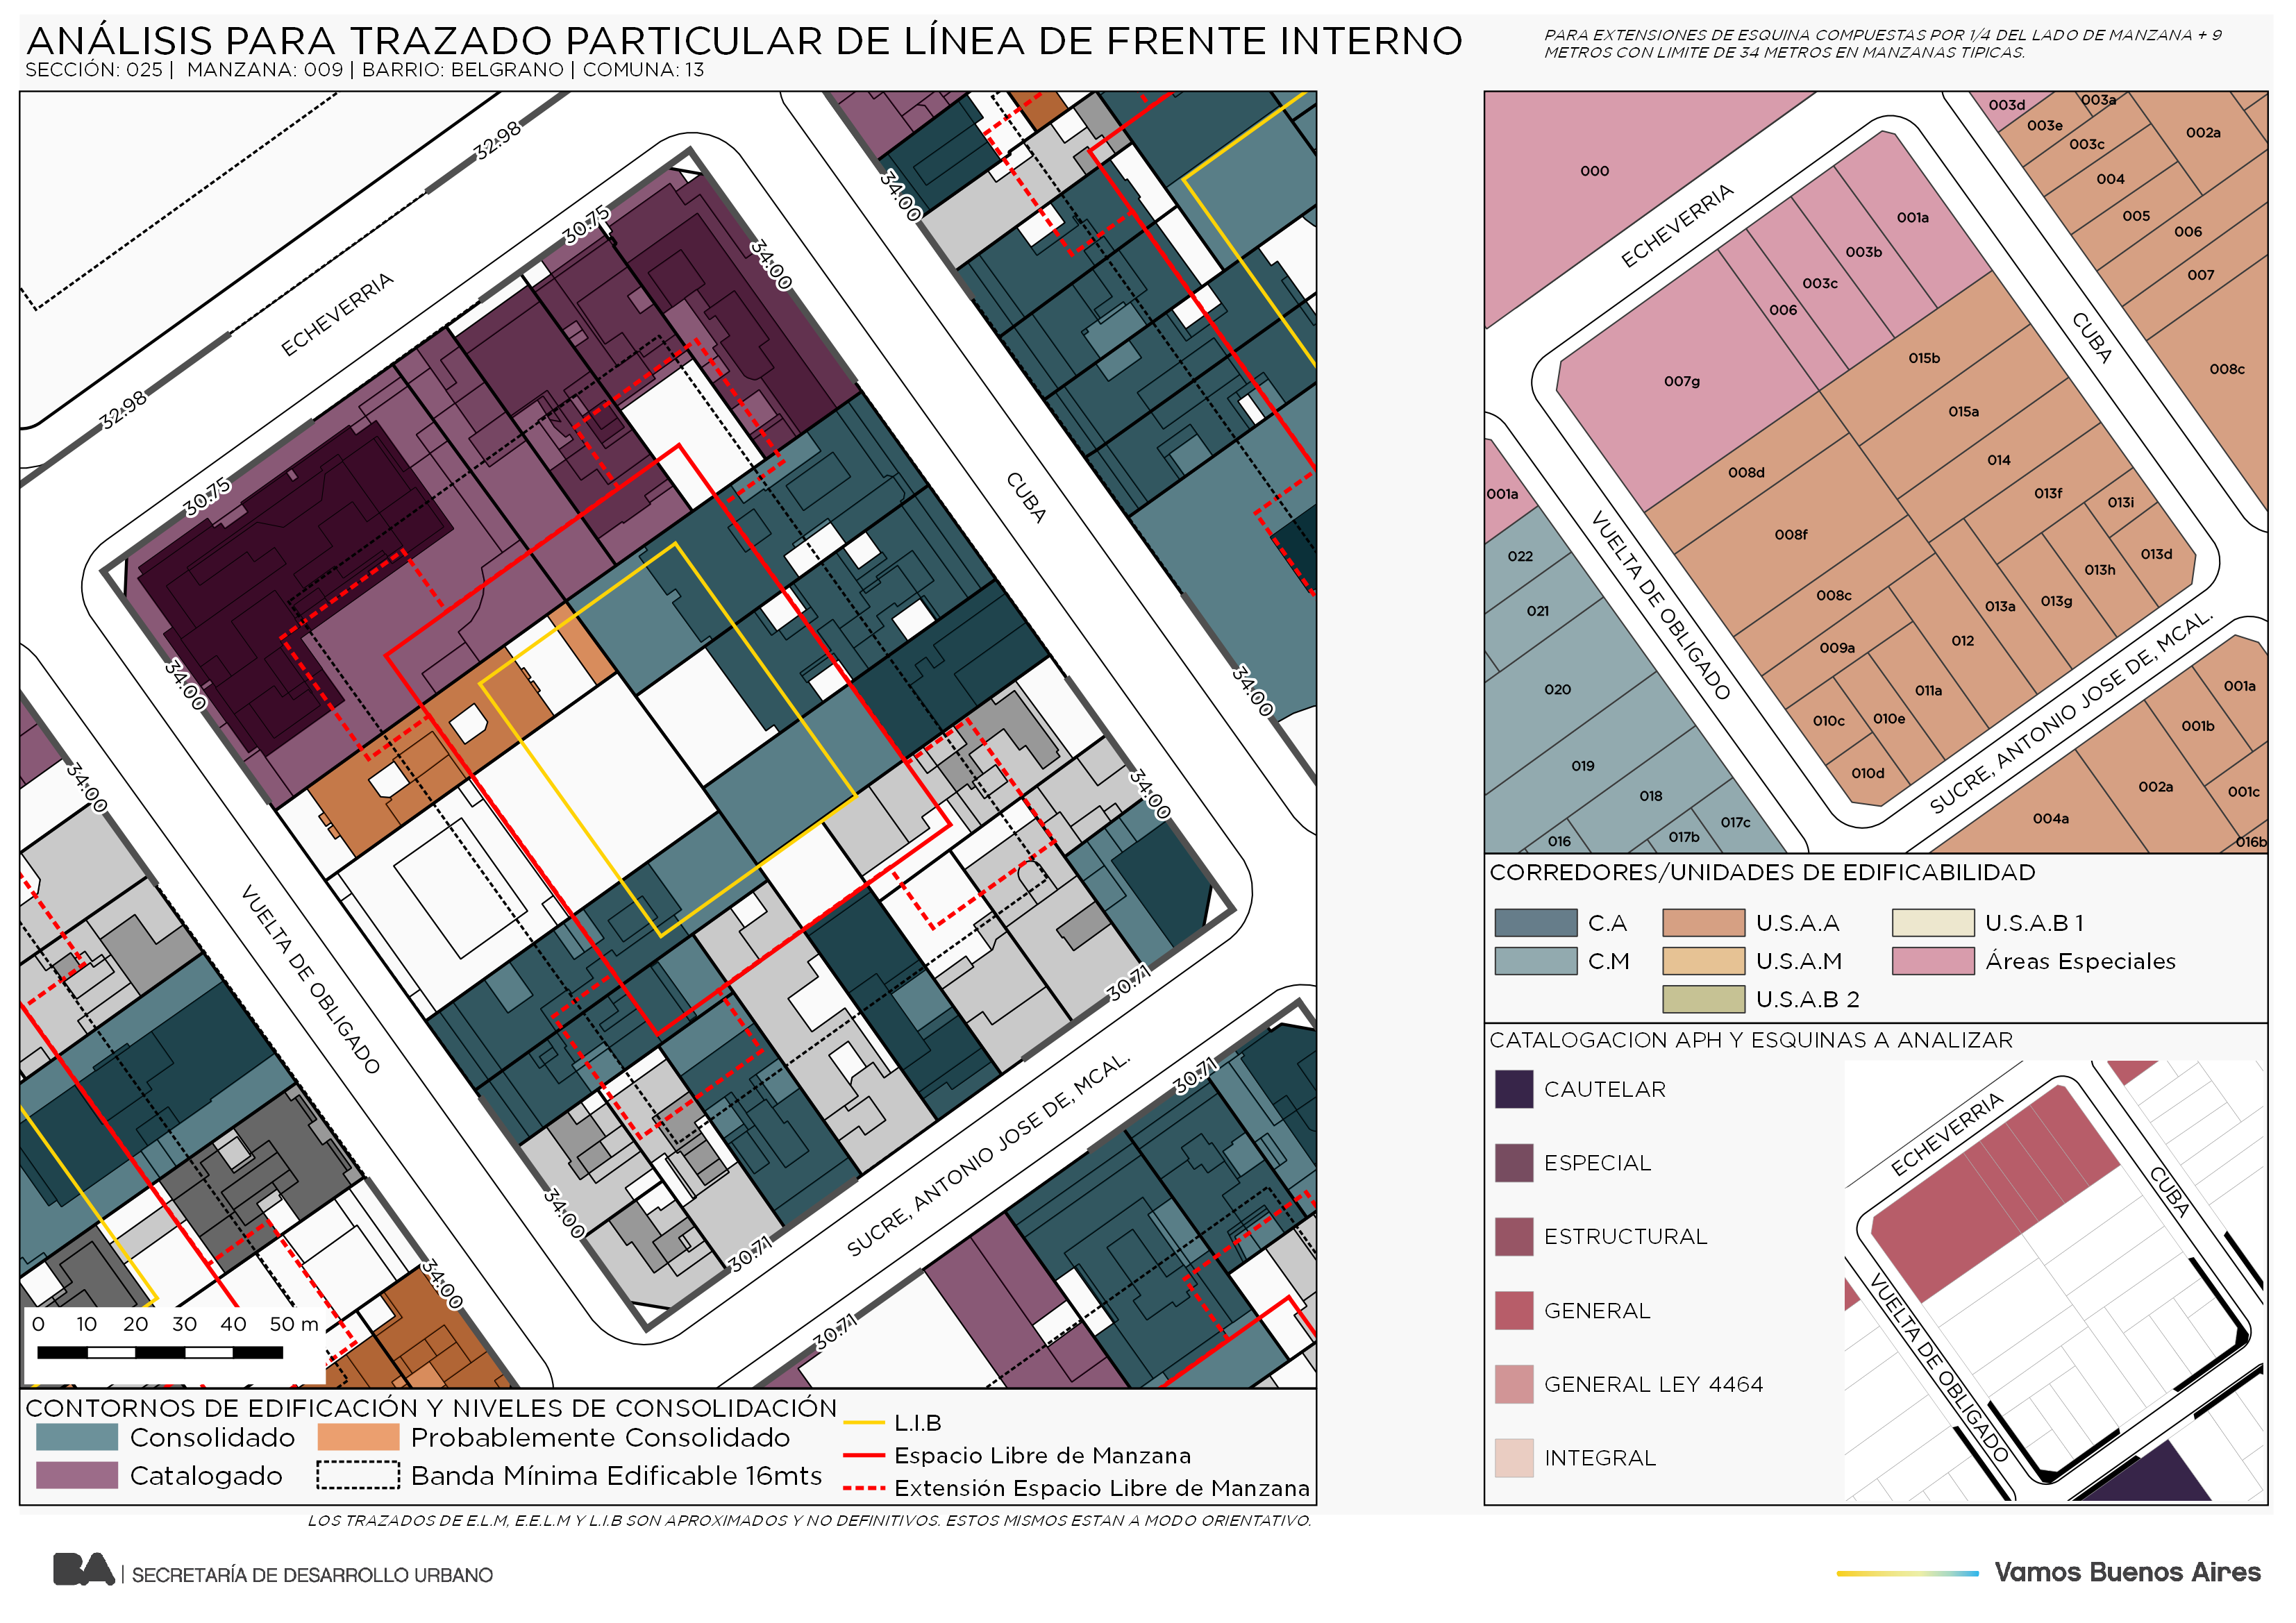 ANÁLISIS PARA TRAZADO PARTICULAR DE LÍNEA DE FRENTE INTERNO
SECCIÓN: 025 | MANZANA: 009 | BARRIO: BELGRANO | COMUNA: 13
PARA EXTENSIONES DE ESQUINA COMPUESTAS POR 1/4 DEL LADO DE MANZANA + 9
METROS CON LIMITE DE 34 METROS EN MANZANAS TIPICAS.
32.98
32.98
ECHEVERRIA
30.75
30.75
34.00
34.00
34.00
34.00
CUBA
34.00
34.00
VUELTA DE OBLIGADO
34.00
34.00
30.71
30.71
SUCRE, ANTONIO JOSE DE, MCAL.
30.71
30.71
0 10 20 30 40 50 m
CONTORNOS DE EDIFICACIÓN Y NIVELES DE CONSOLIDACIÓN
Consolidado
Probablemente Consolidado
Catalogado
Banda Mínima Edificable 16mts
L.I.B
Espacio Libre de Manzana
Extensión Espacio Libre de Manzana
LOS TRAZADOS DE E.L.M, E.E.L.M Y L.I.B SON APROXIMADOS Y NO DEFINITIVOS. ESTOS MISMOS ESTAN A MODO ORIENTATIVO.
000
ECHEVERRIA
003d
003a
003e
003c
002a
004
005
006
007
008c
CUBA
001a
003b
003c
006
007g
015b
015a
014
013f
013i
013d
013h
013g
013a
012
011a
010e
010c
010d
009a
008c
008f
008d
VUELTA DE OBLIGADO
001a
022
021
020
019
018
017c
017b
016
SUCRE, ANTONIO JOSE DE, MCAL.
001a
001b
001c
002a
004a
016b
CORREDORES/UNIDADES DE EDIFICABILIDAD
C.A
U.S.A.A
U.S.A.B 1
C.M
U.S.A.M
Áreas Especiales
U.S.A.B 2
CATALOGACION APH Y ESQUINAS A ANALIZAR
CAUTELAR
ESPECIAL
ESTRUCTURAL
GENERAL
GENERAL LEY 4464
INTEGRAL
ECHEVERRIA
CUBA
VUELTA DE OBLIGADO
BA | SECRETARÍA DE DESARROLLO URBANO
Vamos Buenos Aires